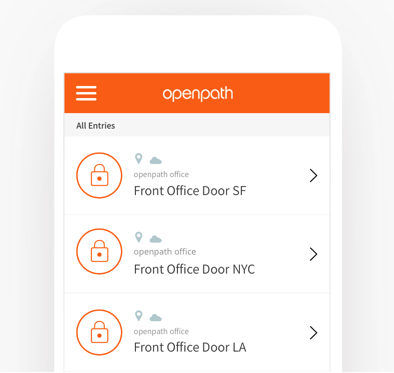 openpath
All Entries
openpath office
Front Office Door SF
openpath office
Front Office Door NYC
openpath office
Front Office Door LA